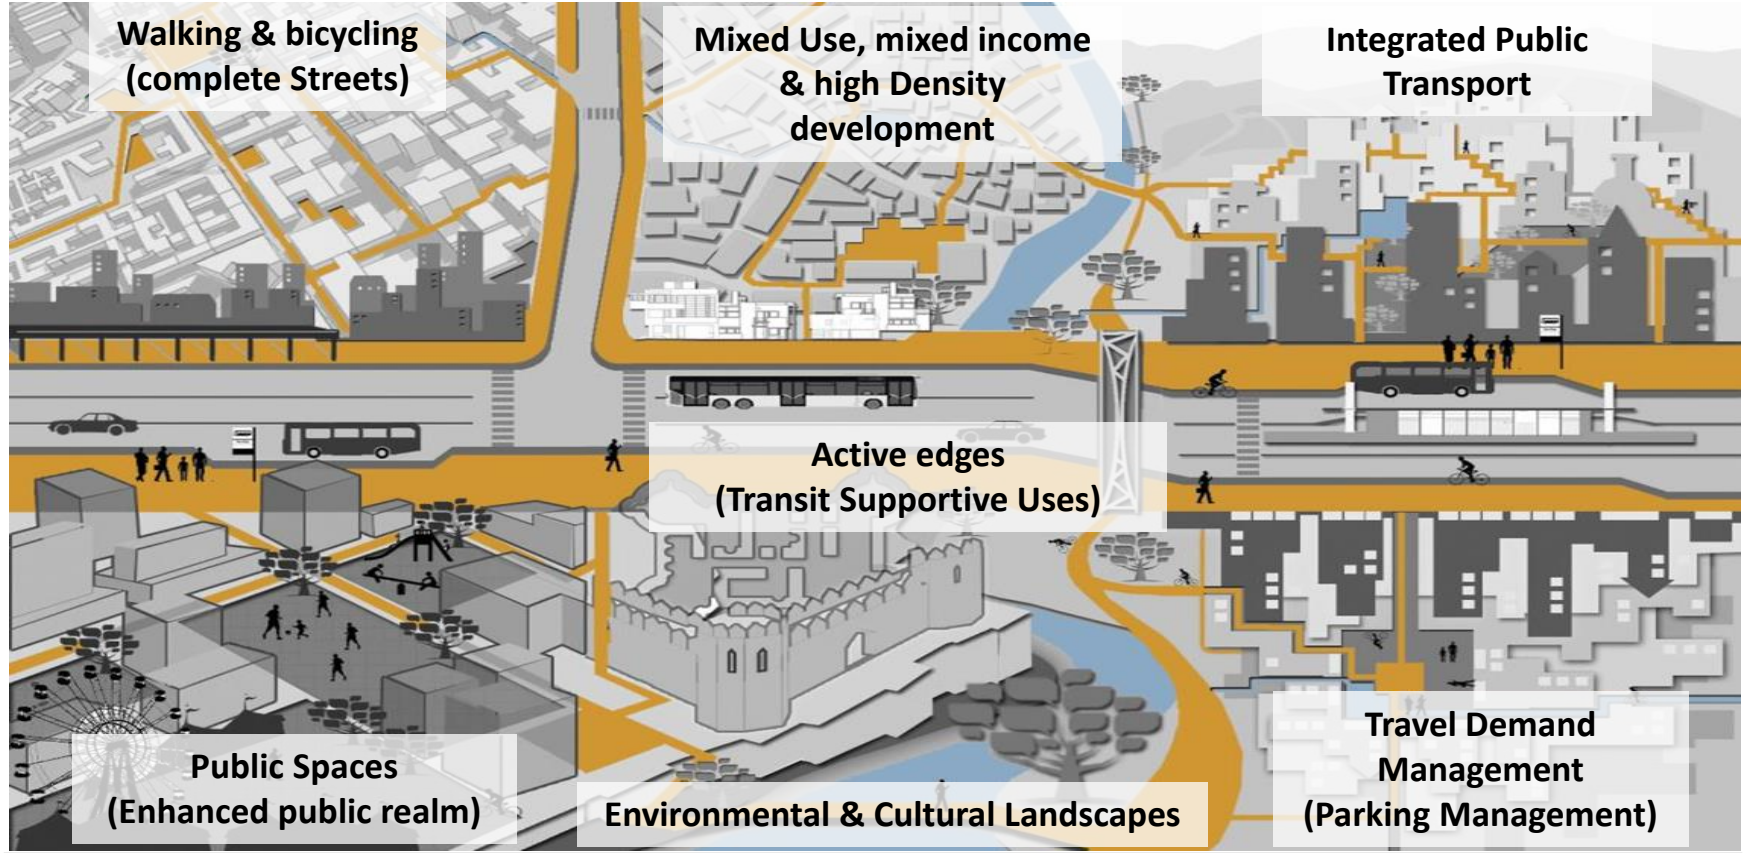 Walking & bicycling
(complete Streets)
Mixed Use, mixed income
& high Density
development
Integrated Public
Transport
Active edges
(Transit Supportive Uses)
Public Spaces
(Enhanced public realm)
Environmental & Cultural Landscapes
Travel Demand
Management
(Parking Management)